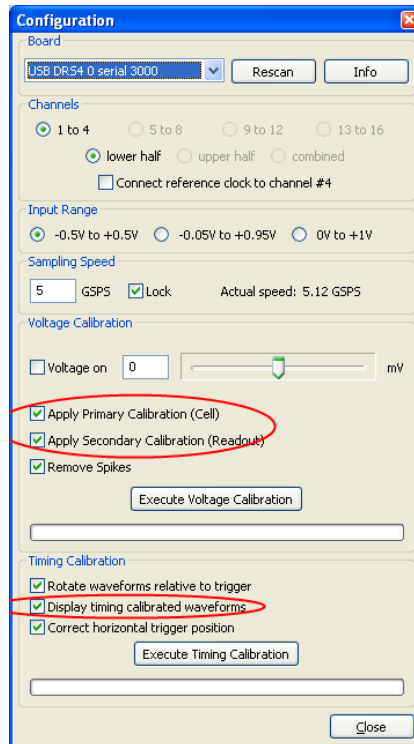 Configuration
Board
USB DRS4 0 serial 3000
Rescan
Info
Channels
1 to 4
5 to 8
9 to 12
13 to 16
lower half
upper half
combined
Connect reference clock to channel #4
Input Range
-0.5V to +0.5V
-0.05V to +0.95V
0V to +1V
Sampling Speed
5 GSPS
Lock
Actual speed: 5.12 GSPS
Voltage Calibration
Voltage on
0
mV
Apply Primary Calibration (Cell)
Apply Secondary Calibration (Readout)
Remove Spikes
Execute Voltage Calibration
Timing Calibration
Rotate waveforms relative to trigger
Display timing calibrated waveforms
Correct horizontal trigger position
Execute Timing Calibration
Close